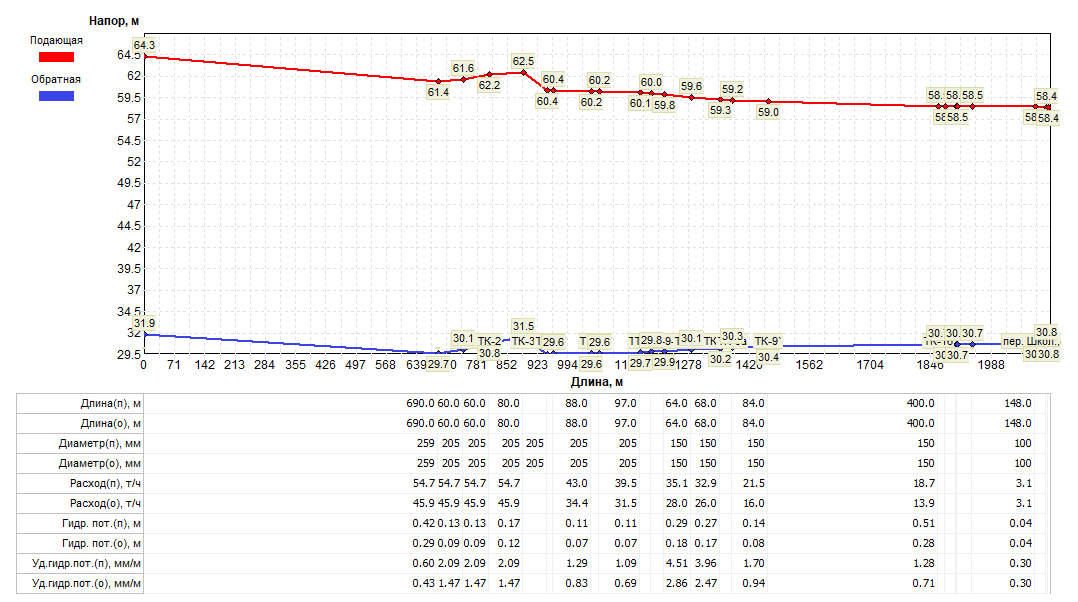 Напор, м
Подающая
Обратная
64.3
61.6
62.5
60.4
60.2
60.0
59.6
59.2
58.5
58.4
61.4
62.2
60.4
60.2
60.1
59.8
59.3
59.0
58.5
58.4
64.5
62
59.5
57
54.5
52
49.5
47
44.5
42
39.5
37
34.5
32
29.5
31.9
30.1
31.5
29.6
29.6
29.8
30.1
30.3
30.7
30.8
ТК-2
ТК-3
ТК-9
пер. Школ.,
29.7
30.8
29.6
29.7
29.9
30.2
30.4
30.7
30.8
0 71 142 213 284 355 426 497 568 639 781 852 923 994 1278 1420 1562 1704 1846 1988
Длина, м
Длина(п), м 690.0 60.0 60.0 80.0 88.0 97.0 64.0 68.0 84.0 400.0 148.0
Длина(о), м 690.0 60.0 60.0 80.0 88.0 97.0 64.0 68.0 84.0 400.0 148.0
Диаметр(п), мм 259 205 205 205 205 205 205 150 150 150 150 100
Диаметр(о), мм 259 205 205 205 205 205 205 150 150 150 150 100
Расход(п), т/ч 54.7 54.7 54.7 54.7 43.0 39.5 35.1 32.9 21.5 18.7 3.1
Расход(о), т/ч 45.9 45.9 45.9 45.9 34.4 31.5 28.0 26.0 16.0 13.9 3.1
Гидр. пот.(п), м 0.42 0.13 0.13 0.17 0.11 0.11 0.29 0.27 0.14 0.51 0.04
Гидр. пот.(о), м 0.29 0.09 0.09 0.12 0.07 0.07 0.18 0.17 0.08 0.28 0.04
Уд.гидр.пот.(п), мм/м 0.60 2.09 2.09 2.09 1.29 1.09 4.51 3.96 1.70 1.28 0.30
Уд.гидр.пот.(о), мм/м 0.43 1.47 1.47 1.47 0.83 0.69 2.86 2.47 0.94 0.71 0.30